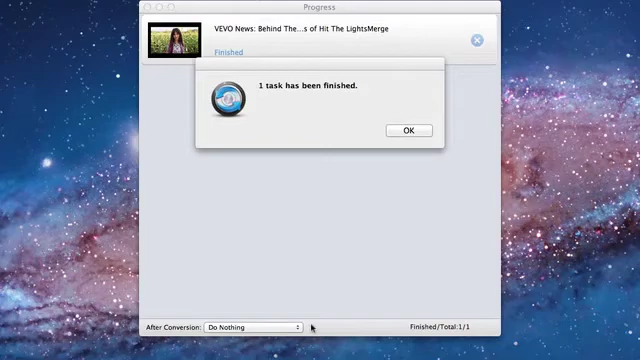 Progress
VEVO News: Behind The...s of Hit The LightsMerge
Finished
1 task has been finished.
OK
After Conversion: Do Nothing
Finished/Total:1/1